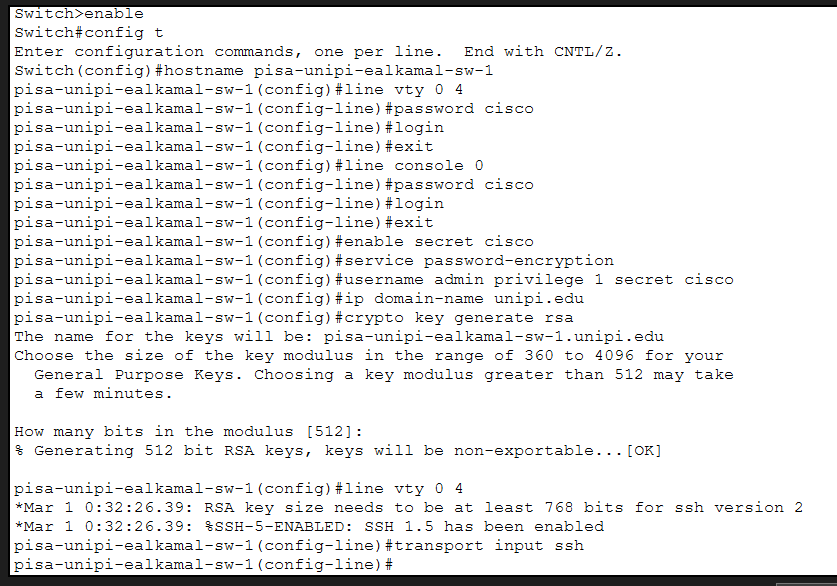 Switch>enable
Switch#config t
Enter configuration commands, one per line.  End with CNTL/Z.
Switch(config)#hostname pisa-unipi-ealkamal-sw-1
pisa-unipi-ealkamal-sw-1(config)#line vty 0 4
pisa-unipi-ealkamal-sw-1(config-line)#password cisco
pisa-unipi-ealkamal-sw-1(config-line)#login
pisa-unipi-ealkamal-sw-1(config-line)#exit
pisa-unipi-ealkamal-sw-1(config)#line console 0
pisa-unipi-ealkamal-sw-1(config-line)#password cisco
pisa-unipi-ealkamal-sw-1(config-line)#login
pisa-unipi-ealkamal-sw-1(config-line)#exit
pisa-unipi-ealkamal-sw-1(config)#enable secret cisco
pisa-unipi-ealkamal-sw-1(config)#service password-encryption
pisa-unipi-ealkamal-sw-1(config)#username admin privilege 1 secret cisco
pisa-unipi-ealkamal-sw-1(config)#ip domain-name unipi.edu
pisa-unipi-ealkamal-sw-1(config)#crypto key generate rsa
The name for the keys will be: pisa-unipi-ealkamal-sw-1.unipi.edu
Choose the size of the key modulus in the range of 360 to 4096 for your
  General Purpose Keys. Choosing a key modulus greater than 512 may take
  a few minutes.

How many bits in the modulus [512]:
% Generating 512 bit RSA keys, keys will be non-exportable...[OK]

pisa-unipi-ealkamal-sw-1(config)#line vty 0 4
*Mar 1 0:32:26.39: RSA key size needs to be at least 768 bits for ssh version 2
*Mar 1 0:32:26.39: %SSH-5-ENABLED: SSH 1.5 has been enabled
pisa-unipi-ealkamal-sw-1(config-line)#transport input ssh
pisa-unipi-ealkamal-sw-1(config-line)#